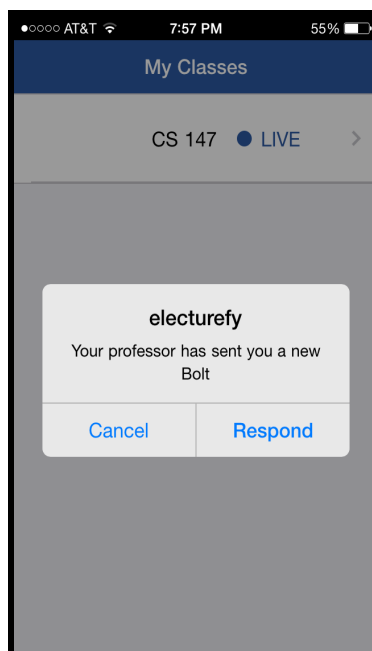 AT&T 7:57 PM 55%
My Classes
CS 147 LIVE
electurefy
Your professor has sent you a new
Bolt
Cancel Respond